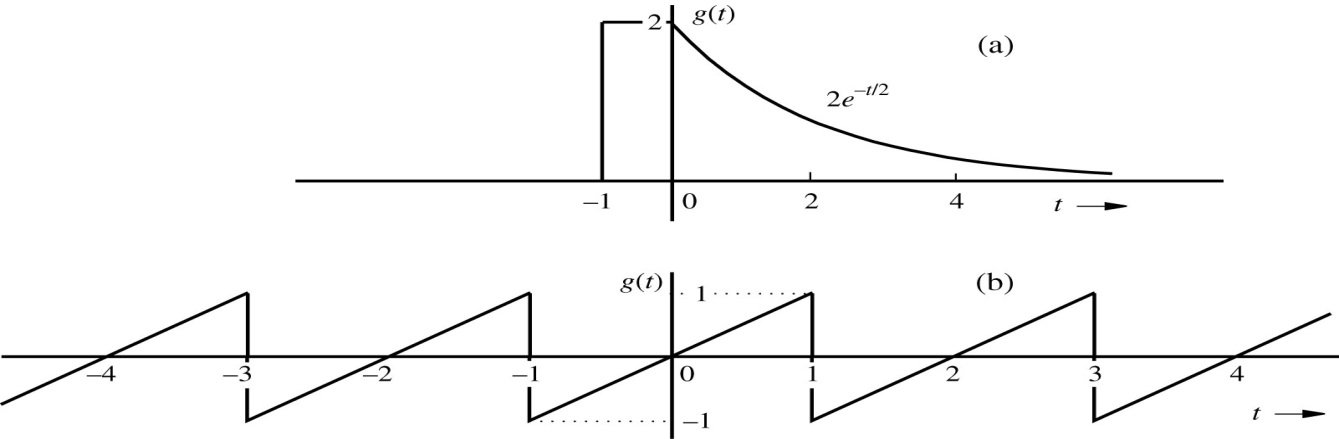 2 g(t)
(a)
2e^{–t/2}
–1 0 2 4 t
g(t) 1 (b)
–4 –3 –2 –1 0 1 2 3 4
–1 t